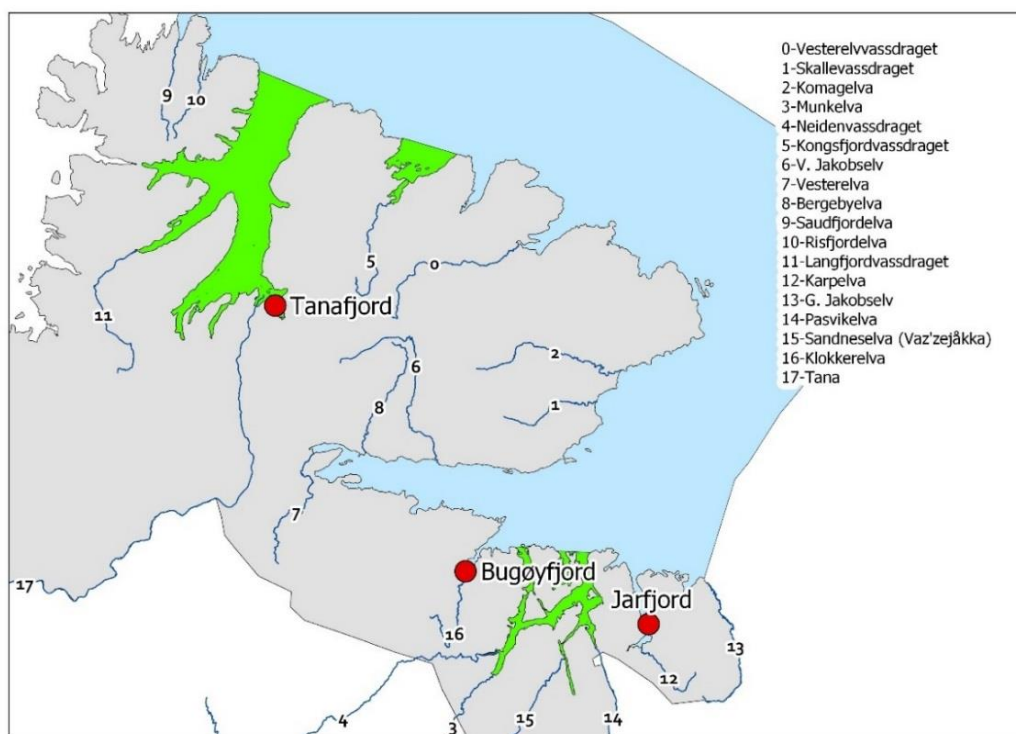 0-Vesterelvvassdraget
1-Skallevassdraget
2-Komagelva
3-Munkelva
4-Neidenvassdraget
5-Kongsfjordvassdraget
6-V. Jakobselv
7-Vesterelva
8-Bergebyelva
9-Saudfjordelva
10-Risfjordelva
11-Langfjordvassdraget
12-Karpelva
13-G. Jakobselv
14-Pasvikelva
15-Sandneselva (Vaz'zejåkka)
16-Klokkerelva
17-Tana
9
10
5
0
11
Tanafjord
2
6
8
1
7
17
Bugøyfjord
Jarfjord
16
13
12
4
3
15
14